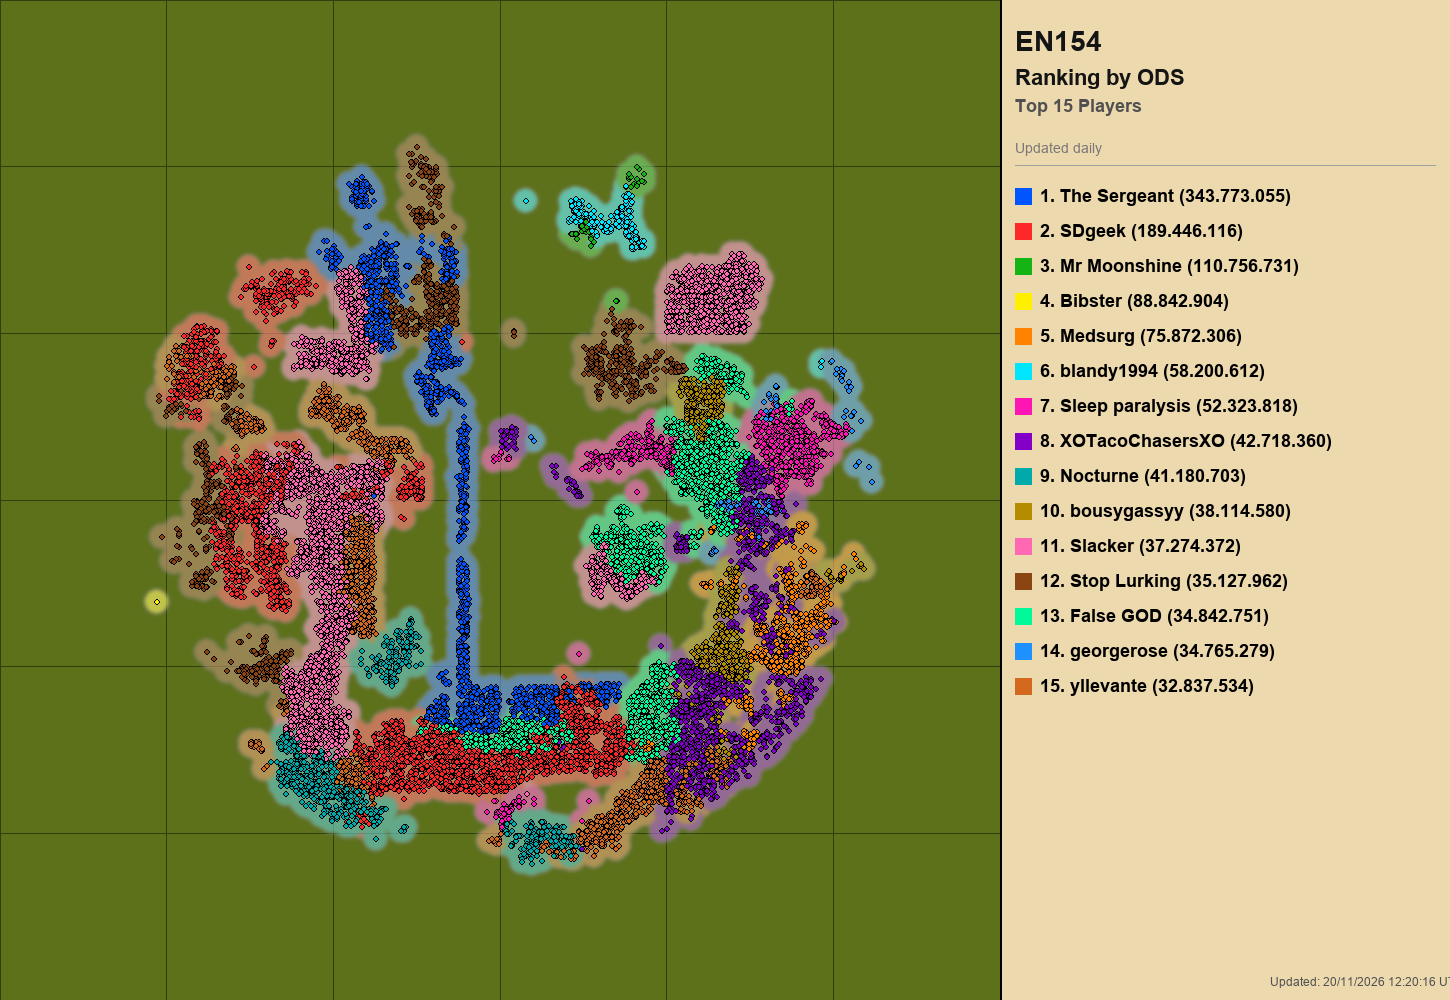 EN154
Ranking by ODS
Top 15 Players
Updated daily
1. The Sergeant (343.773.055)
2. SDgeek (189.446.116)
3. Mr Moonshine (110.756.731)
4. Bibster (88.842.904)
5. Medsurg (75.872.306)
6. blandy1994 (58.200.612)
7. Sleep paralysis (52.323.818)
8. XOTacoChasersXO (42.718.360)
9. Nocturne (41.180.703)
10. bousygassyy (38.114.580)
11. Slacker (37.274.372)
12. Stop Lurking (35.127.962)
13. False GOD (34.842.751)
14. georgerose (34.765.279)
15. yllevante (32.837.534)
Updated: 20/11/2026 12:20:16 U